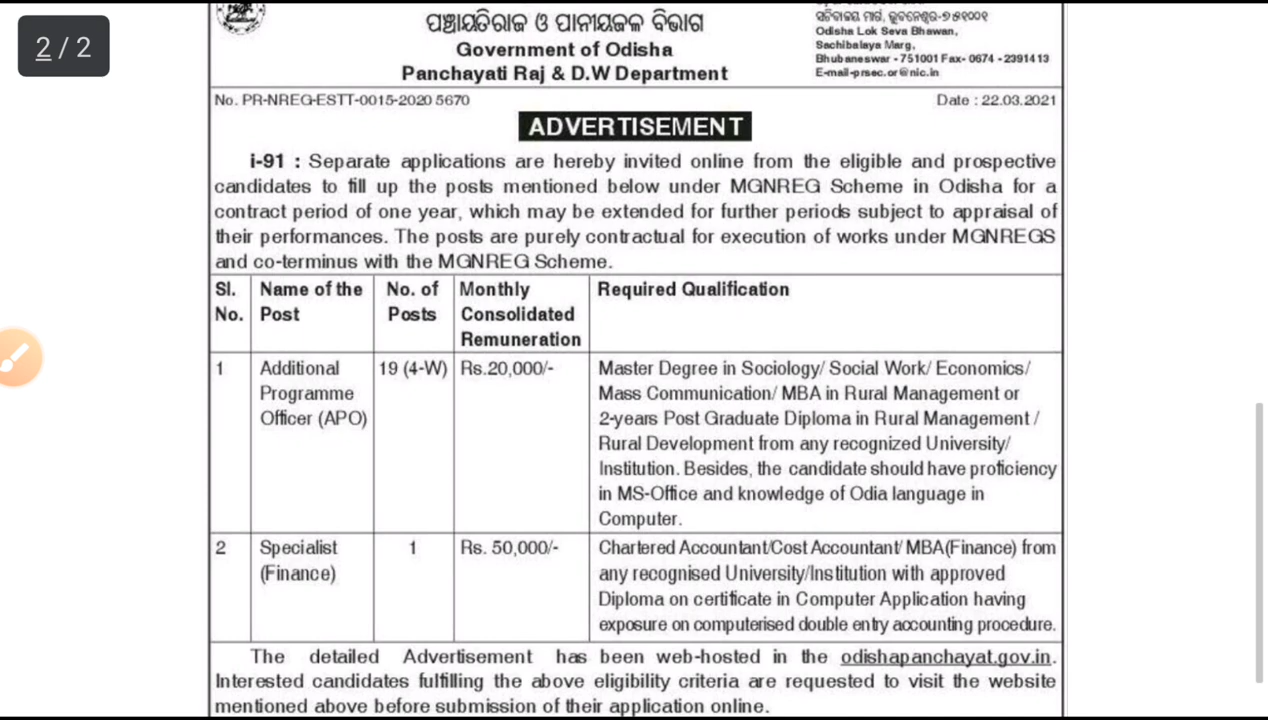 2 / 2
ପଞ୍ଚାୟତିରାଜ ଓ ପାନୀୟଜଳ ବିଭାଗ
Government of Odisha
Panchayati Raj & D.W Department
ସଚିବାଳୟ ମାର୍ଗ, ଭୁବନେଶ୍ୱର-୭୫୧୦୦୧
Odisha Lok Seva Bhawan,
Sachibalaya Marg,
Bhubaneswar - 751001 Fax- 0674 - 2391413
E-mail-prsec.or@nic.in
No. PR-NREG-ESTT-0015-2020 5670 Date : 22.03.2021
ADVERTISEMENT
i-91 : Separate applications are hereby invited online from the eligible and prospective
candidates to fill up the posts mentioned below under MGNREG Scheme in Odisha for a
contract period of one year, which may be extended for further periods subject to appraisal of
their performances. The posts are purely contractual for execution of works under MGNREGS
and co-terminus with the MGNREG Scheme.
Sl. Name of the No. of Monthly Required Qualification
No. Post Posts Consolidated
Remuneration
1 Additional 19 (4-W) Rs.20,000/- Master Degree in Sociology/ Social Work/ Economics/
Programme Mass Communication/ MBA in Rural Management or
Officer (APO) 2-years Post Graduate Diploma in Rural Management /
Rural Development from any recognized University/
Institution. Besides, the candidate should have proficiency
in MS-Office and knowledge of Odia language in
Computer.
2 Specialist 1 Rs. 50,000/- Chartered Accountant/Cost Accountant/ MBA(Finance) from
(Finance) any recognised University/Institution with approved
Diploma on certificate in Computer Application having
exposure on computerised double entry accounting procedure.
The detailed Advertisement has been web-hosted in the odishapanchayat.gov.in.
Interested candidates fulfilling the above eligibility criteria are requested to visit the website
mentioned above before submission of their application online.